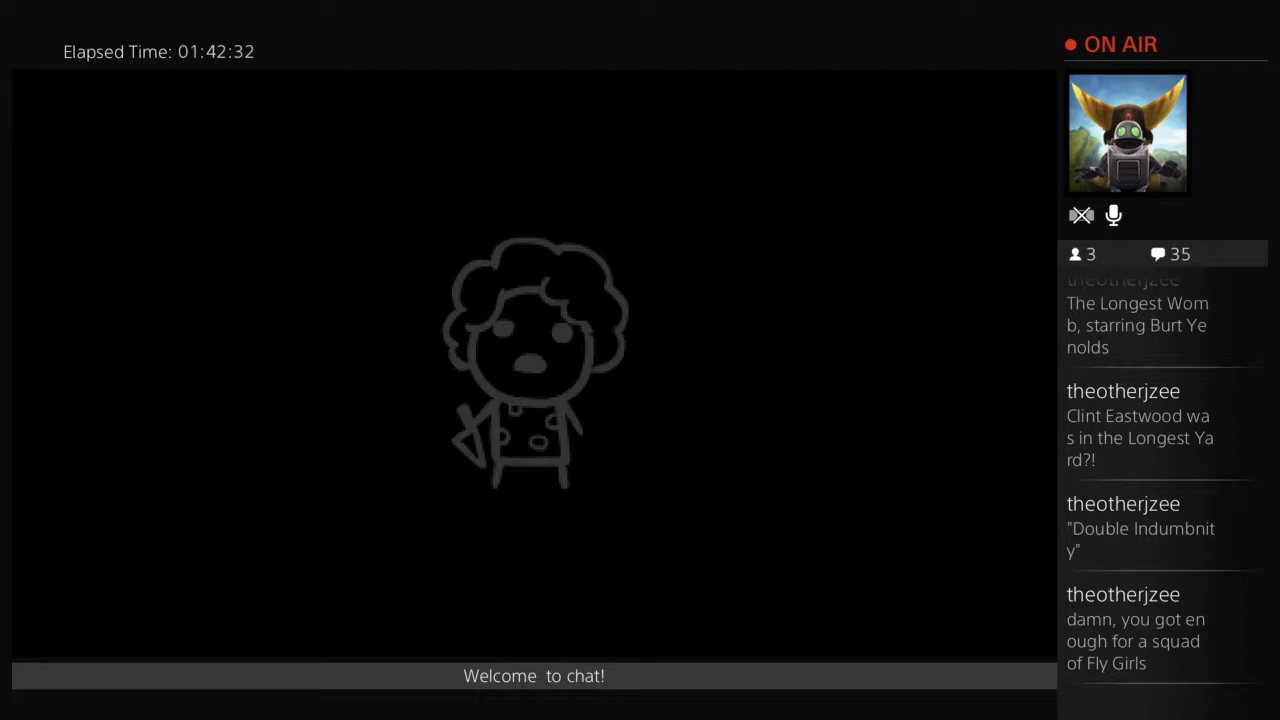 Elapsed Time: 01:42:32
ON AIR
3
35
theotherjzee
The Longest Wom
b, starring Burt Ye
nolds
theotherjzee
Clint Eastwood wa
s in the Longest Ya
rd?!
theotherjzee
"Double Indumbnit
y"
theotherjzee
damn, you got en
ough for a squad
of Fly Girls
Welcome to chat!